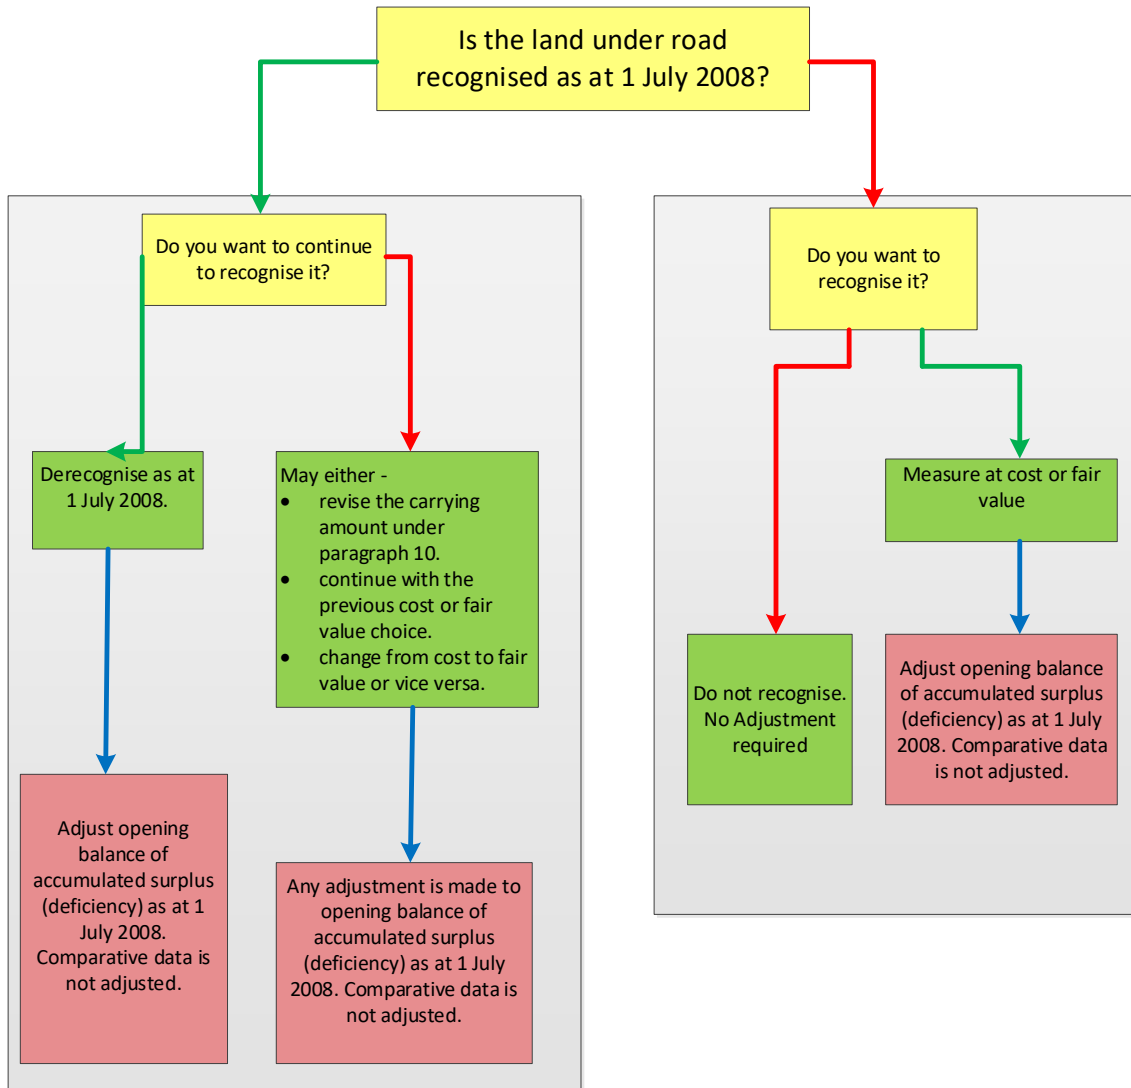 Is the land under road
recognised as at 1 July 2008?
Do you want to continue
to recognise it?
Do you want to
recognise it?
Derecognise as at
1 July 2008.
May either -
• revise the carrying
amount under
paragraph 10.
• continue with the
previous cost or fair
value choice.
• change from cost to fair
value or vice versa.
Measure at cost or fair
value
Do not recognise.
No Adjustment
required
Adjust opening balance
of accumulated surplus
(deficiency) as at 1 July
2008. Comparative data
is not adjusted.
Adjust opening
balance of
accumulated surplus
(deficiency) as at 1
July 2008.
Comparative data is
not adjusted.
Any adjustment is made to
opening balance of
accumulated surplus
(deficiency) as at 1 July
2008. Comparative data is
not adjusted.